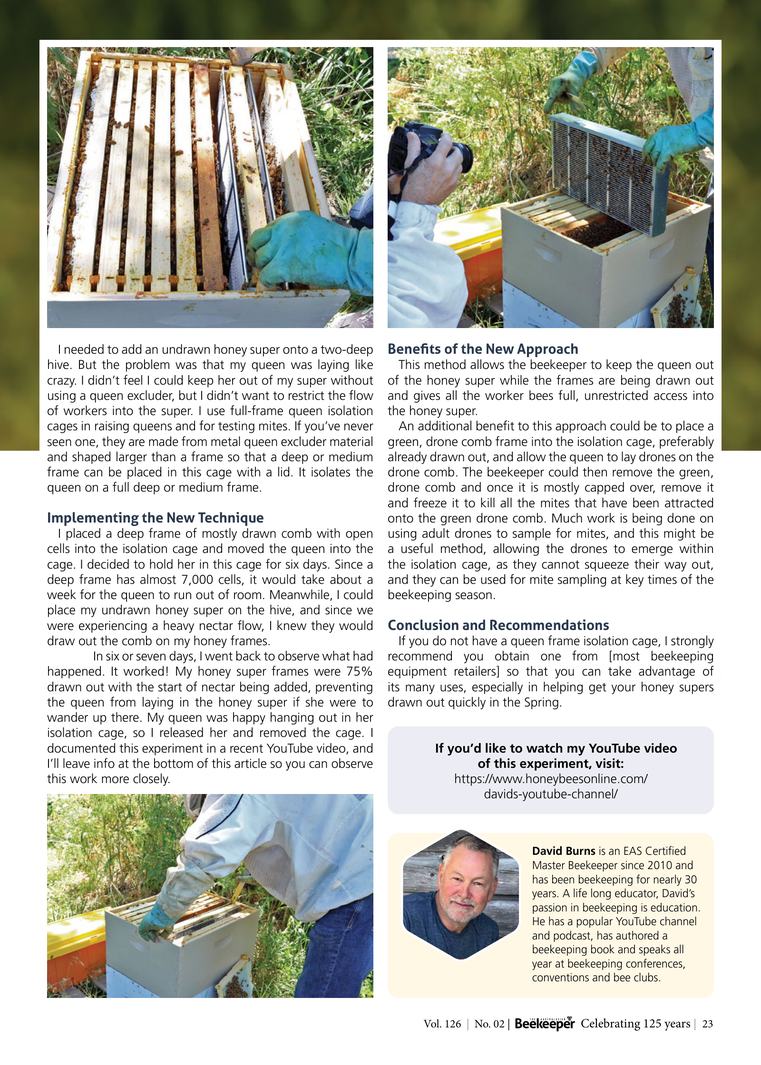 I needed to add an undrawn honey super onto a two-deep
hive. But the problem was that my queen was laying like
crazy. I didn’t feel I could keep her out of my super without
using a queen excluder, but I didn’t want to restrict the flow
of workers into the super. I use full-frame queen isolation
cages in raising queens and for testing mites. If you’ve never
seen one, they are made from metal queen excluder material
and shaped larger than a frame so that a deep or medium
frame can be placed in this cage with a lid. It isolates the
queen on a full deep or medium frame.
Implementing the New Technique
I placed a deep frame of mostly drawn comb with open
cells into the isolation cage and moved the queen into the
cage. I decided to hold her in this cage for six days. Since a
deep frame has almost 7,000 cells, it would take about a
week for the queen to run out of room. Meanwhile, I could
place my undrawn honey super on the hive, and since we
were experiencing a heavy nectar flow, I knew they would
draw out the comb on my honey frames.
In six or seven days, I went back to observe what had
happened. It worked! My honey super frames were 75%
drawn out with the start of nectar being added, preventing
the queen from laying in the honey super if she were to
wander up there. My queen was happy hanging out in her
isolation cage, so I released her and removed the cage. I
documented this experiment in a recent YouTube video, and
I’ll leave info at the bottom of this article so you can observe
this work more closely.
Benefits of the New Approach
This method allows the beekeeper to keep the queen out
of the honey super while the frames are being drawn out
and gives all the worker bees full, unrestricted access into
the honey super.
An additional benefit to this approach could be to place a
green, drone comb frame into the isolation cage, preferably
already drawn out, and allow the queen to lay drones on the
drone comb. The beekeeper could then remove the green,
drone comb and once it is mostly capped over, remove it
and freeze it to kill all the mites that have been attracted
onto the green drone comb. Much work is being done on
using adult drones to sample for mites, and this might be
a useful method, allowing the drones to emerge within
the isolation cage, as they cannot squeeze their way out,
and they can be used for mite sampling at key times of the
beekeeping season.
Conclusion and Recommendations
If you do not have a queen frame isolation cage, I strongly
recommend you obtain one from [most beekeeping
equipment retailers] so that you can take advantage of
its many uses, especially in helping get your honey supers
drawn out quickly in the Spring.
If you’d like to watch my YouTube video
of this experiment, visit:
https://www.honeybeesonline.com/
davids-youtube-channel/
David Burns is an EAS Certified
Master Beekeeper since 2010 and
has been beekeeping for nearly 30
years. A life long educator, David’s
passion in beekeeping is education.
He has a popular YouTube channel
and podcast, has authored a
beekeeping book and speaks all
year at beekeeping conferences,
conventions and bee clubs.
Vol. 126 | No. 02 | Beekeeper Celebrating 125 years | 23